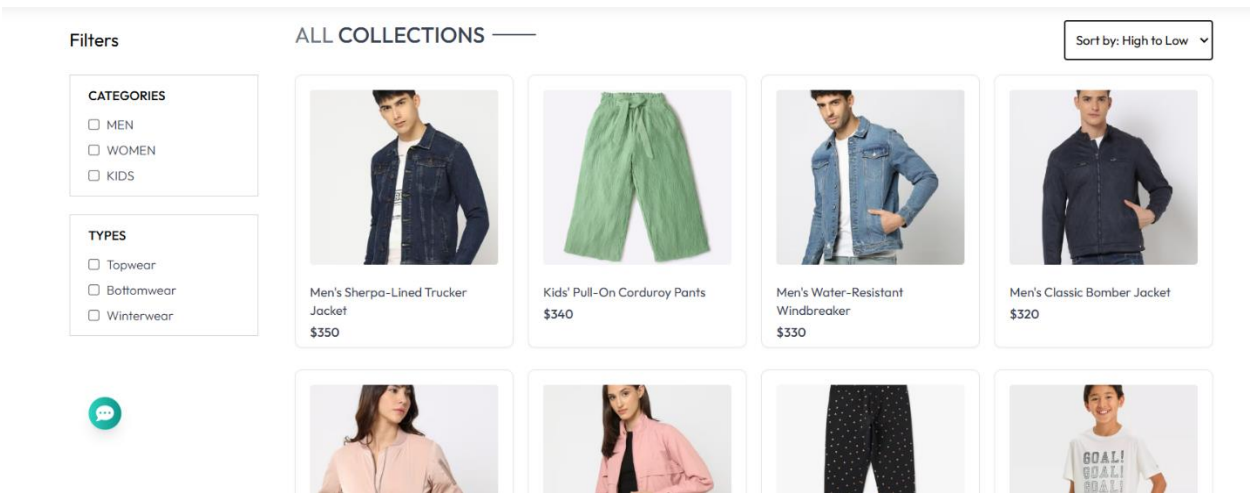 Filters
ALL COLLECTIONS
Sort by: High to Low
CATEGORIES
MEN
WOMEN
KIDS
TYPES
Topwear
Bottomwear
Winterwear
Men's Sherpa-Lined Trucker
Jacket
$350
Kids' Pull-On Corduroy Pants
$340
Men's Water-Resistant
Windbreaker
$330
Men's Classic Bomber Jacket
$320
GOAL!
GOAL!
GOAL!